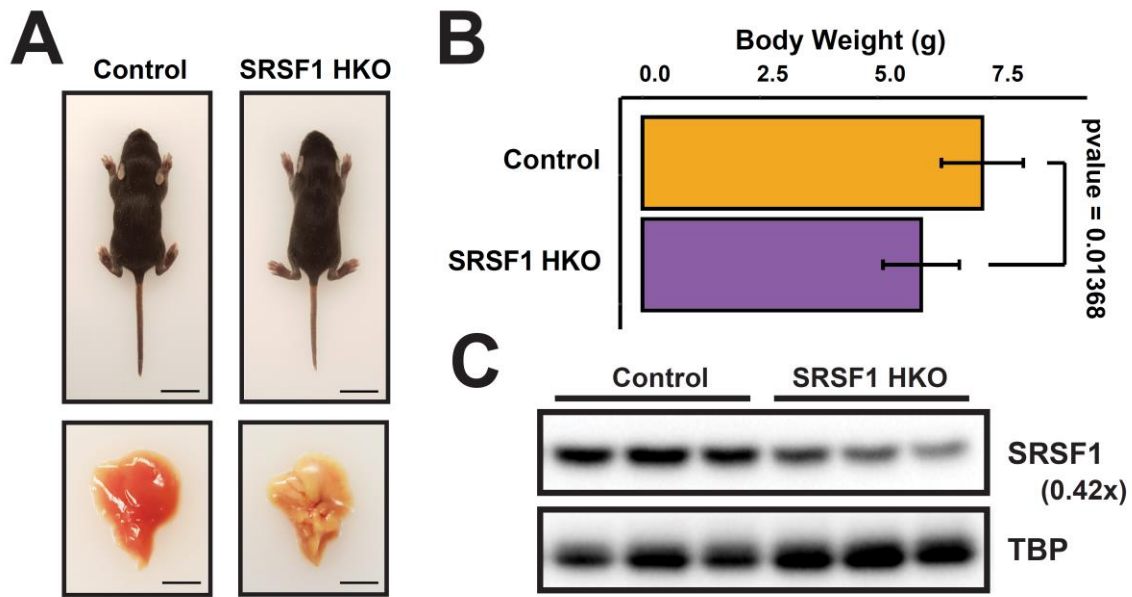 A
Control
SRSF1 HKO
B
Body Weight (g)
0.0 2.5 5.0 7.5
Control
SRSF1 HKO
pvalue = 0.01368
C
Control
SRSF1 HKO
SRSF1
(0.42x)
TBP